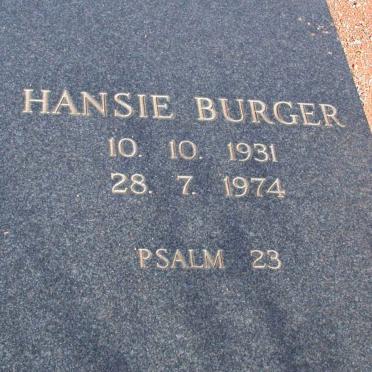 HANSIE BURGER
10. 10. 1931
28. 7. 1974
PSALM 23